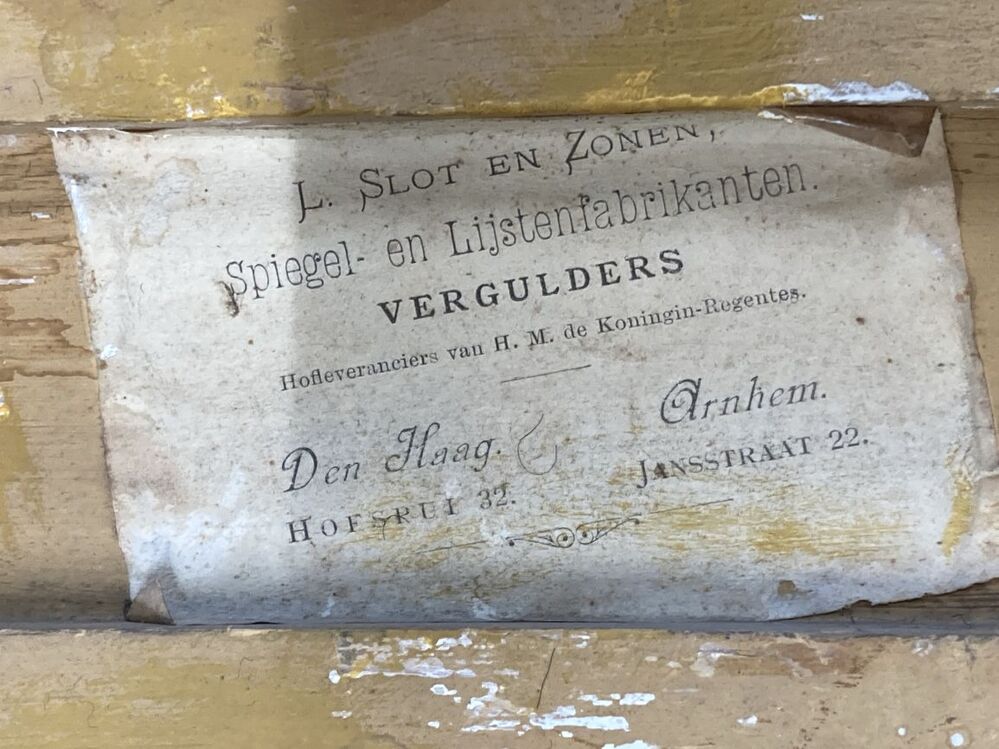 L. SLOT EN ZONEN,
Spiegel- en Lijstenfabrikanten.
VERGULDERS
Hofleveranciers van H. M. de Koningin-Regentes.
Den Haag. Arnhem.
HOFSPUI 32. JANSSTRAAT 22.